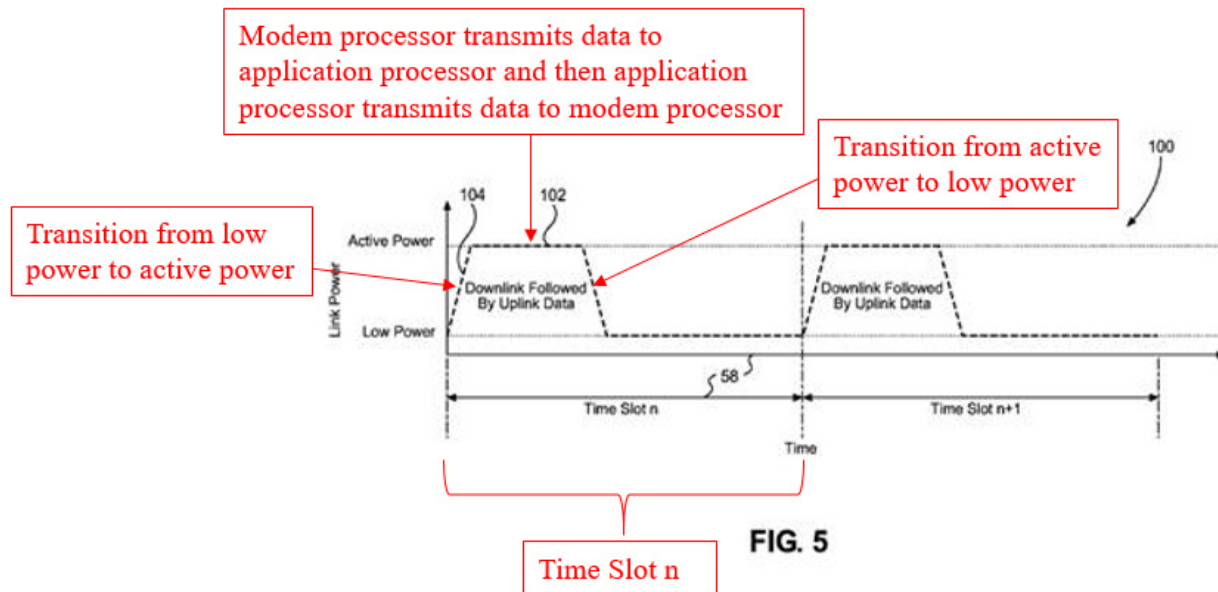 Modem processor transmits data to
application processor and then application
processor transmits data to modem processor
Transition from active
power to low power
100
104
102
Transition from low
power to active power
Active Power
Downlink Followed
By Uplink Data
Downlink Followed
By Uplink Data
Link Power
Low Power
58
Time Slot n
Time Slot n+1
Time
FIG. 5
Time Slot n